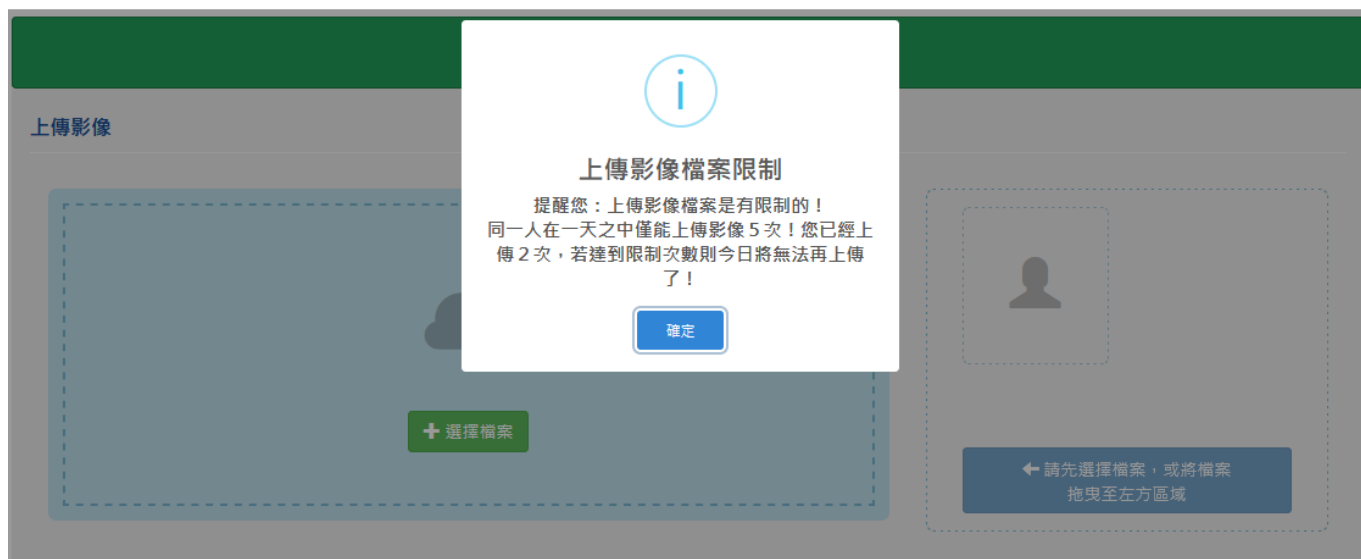 上傳影像
上傳影像檔案限制
提醒您：上傳影像檔案是有限制的！
同一人在一天之中僅能上傳影像５次！您已經上
傳２次，若達到限制次數則今日將無法再上傳
了！
確定
選擇檔案
請先選擇檔案，或將檔案
拖曳至左方區域